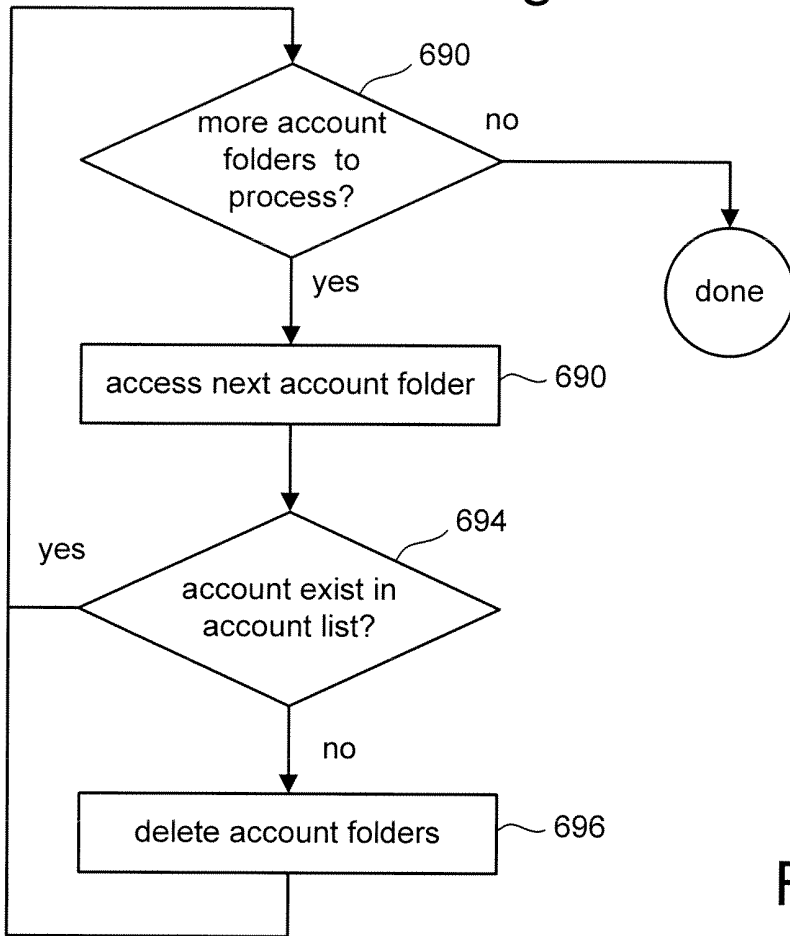 690
more account
folders to
process?
no
done
yes
access next account folder
690
694
yes
account exist in
account list?
no
delete account folders
696